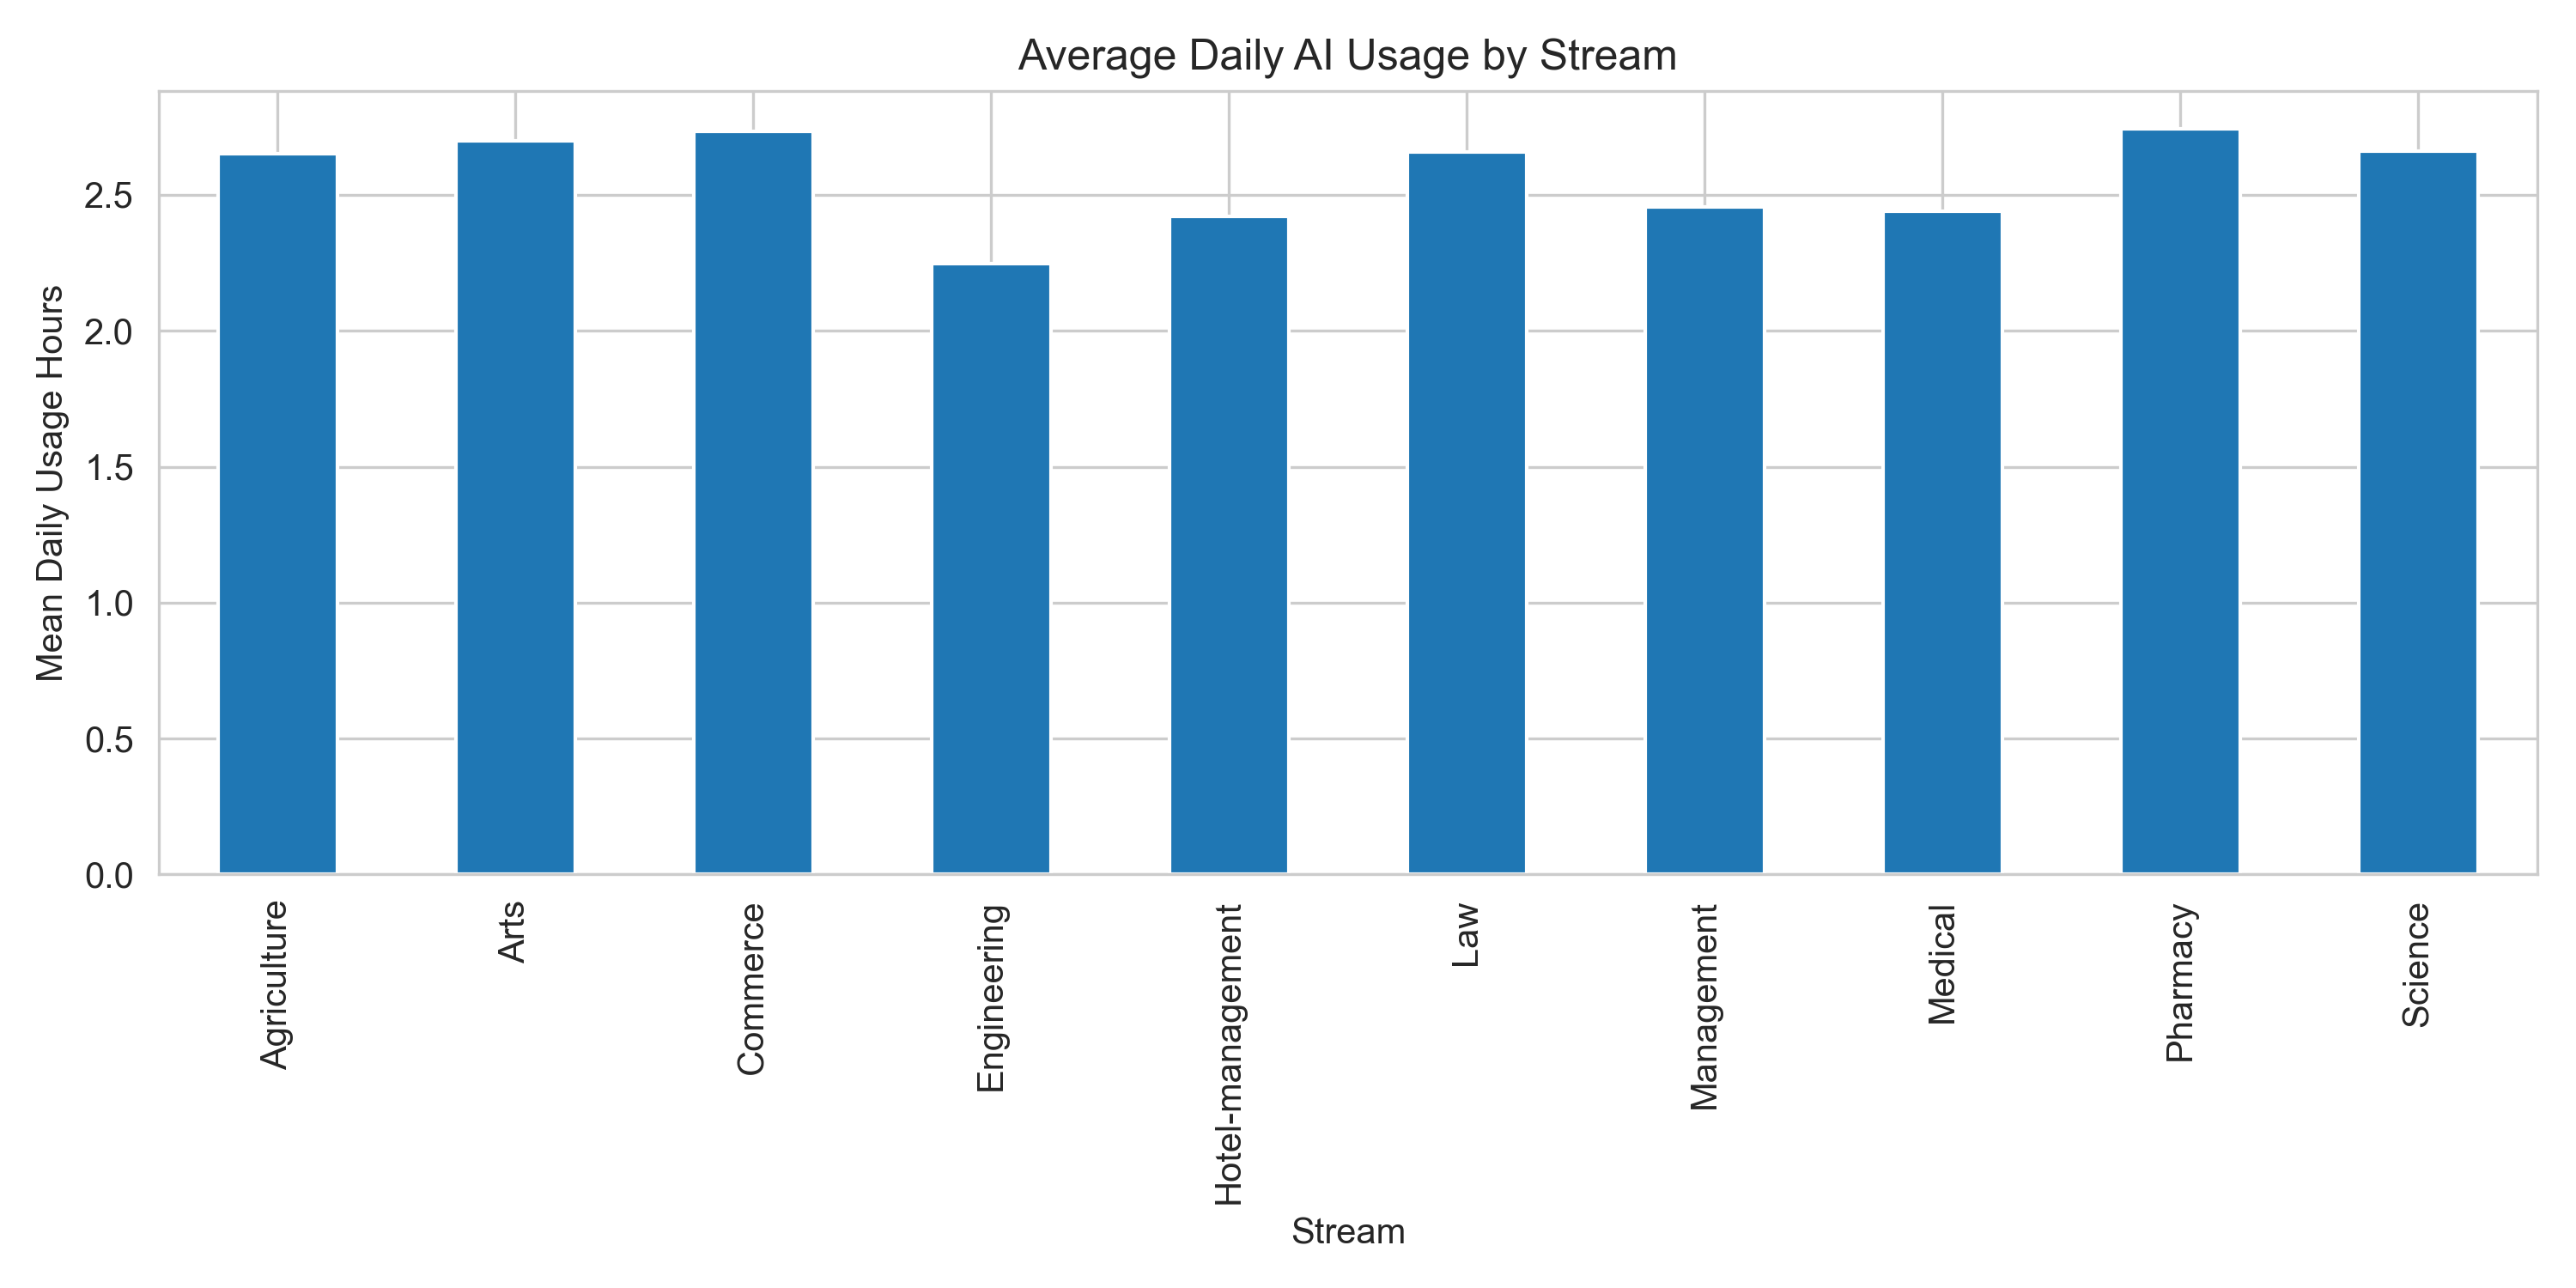 Average Daily AI Usage by Stream
Mean Daily Usage Hours
2.5
2.0
1.5
1.0
0.5
0.0
Agriculture
Arts
Commerce
Engineering
Hotel-management
Law
Management
Medical
Pharmacy
Science
Stream